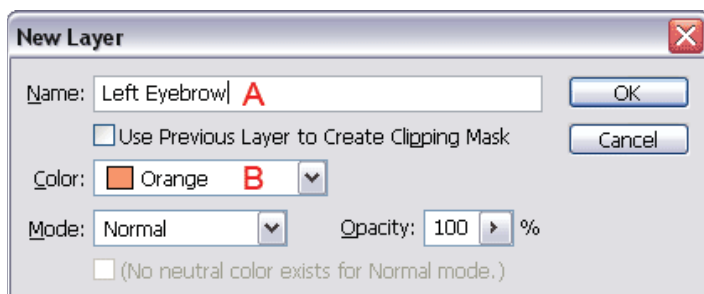 New Layer
Name: Left Eyebrow A OK
Use Previous Layer to Create Clipping Mask Cancel
Color: Orange B
Mode: Normal Opacity: 100 %
(No neutral color exists for Normal mode.)